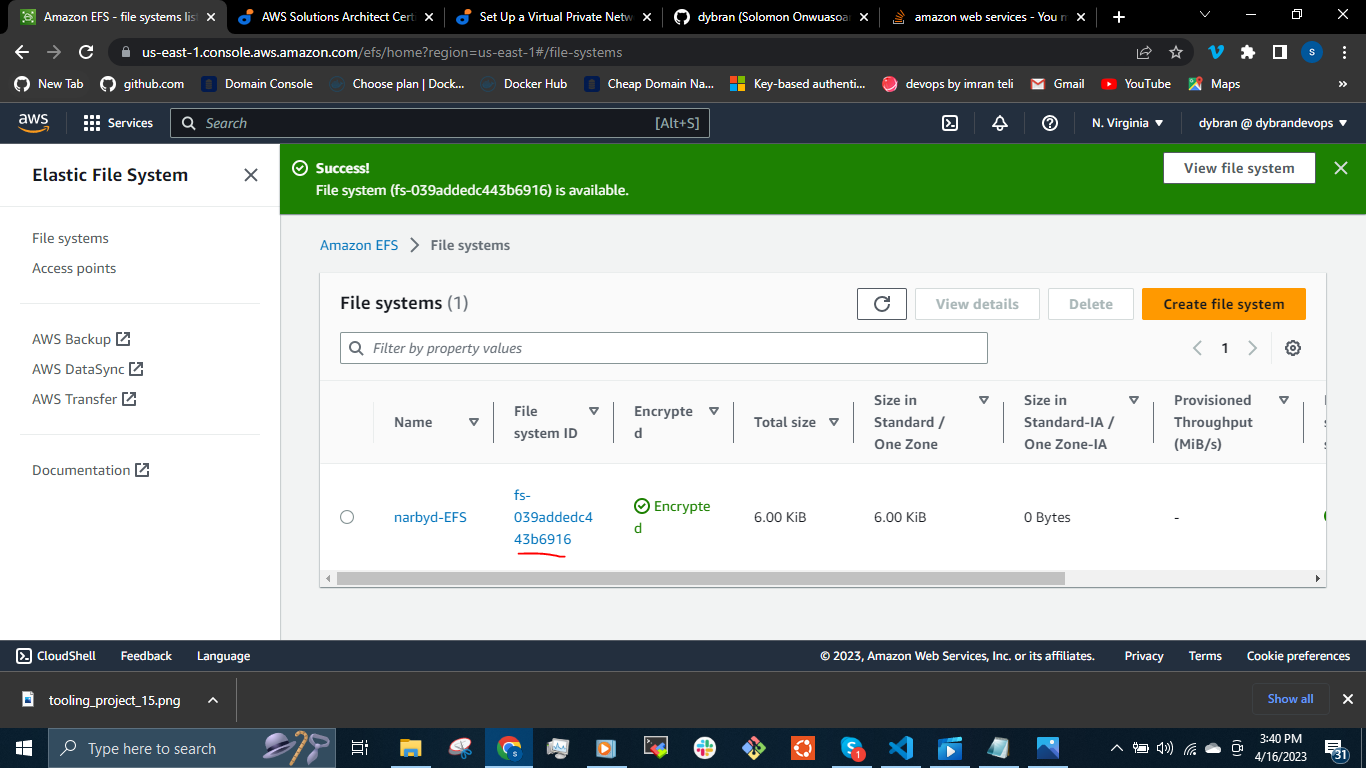 Amazon EFS - file systems lis
AWS Solutions Architect Cert
Set Up a Virtual Private Netw
dybran (Solomon Onwuasoa
amazon web services - You n
us-east-1.console.aws.amazon.com/efs/home?region=us-east-1#/file-systems
S
New Tab
github.com
Domain Console
Choose plan | Dock...
Docker Hub
Cheap Domain Na...
Key-based authenti...
devops by imran teli
Gmail
YouTube
Maps
»
aws
Services
Search
[Alt+S]
N. Virginia
dybran @ dybrandevops
Elastic File System
File systems
Access points
AWS Backup
AWS DataSync
AWS Transfer
Documentation
Success!
File system (fs-039addedc443b6916) is available.
View file system
Amazon EFS
File systems
File systems (1)
View details
Delete
Create file system
Filter by property values
1
Name
File
system ID
Encrypte
d
Total size
Size in
Standard /
One Zone
Size in
Standard-IA /
One Zone-IA
Provisioned
Throughput
(MiB/s)
narbyd-EFS
fs-
039addedc4
43b6916
Encrypte
d
6.00 KiB
6.00 KiB
0 Bytes
-
CloudShell
Feedback
Language
© 2023, Amazon Web Services, Inc. or its affiliates.
Privacy
Terms
Cookie preferences
tooling_project_15.png
Show all
Type here to search
1
3:40 PM
4/16/2023
31